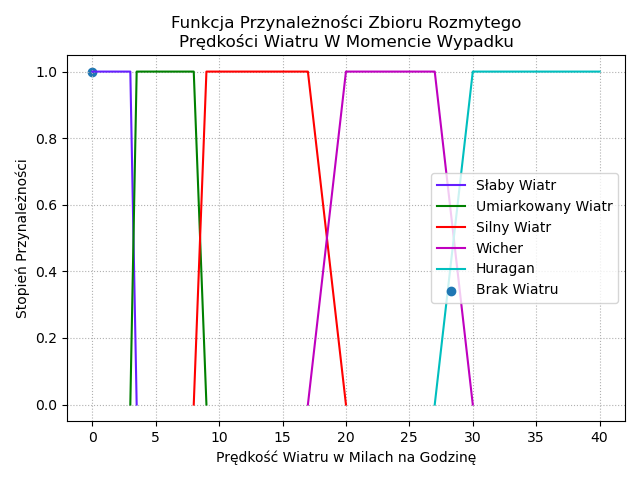 Funkcja Przynależności Zbioru Rozmytego
Prędkości Wiatru W Momencie Wypadku
Stopień Przynależności
1.0
0.8
0.6
0.4
0.2
0.0
Słaby Wiatr
Umiarkowany Wiatr
Silny Wiatr
Wicher
Huragan
Brak Wiatru
0 5 10 15 20 25 30 35 40
Prędkość Wiatru w Milach na Godzinę